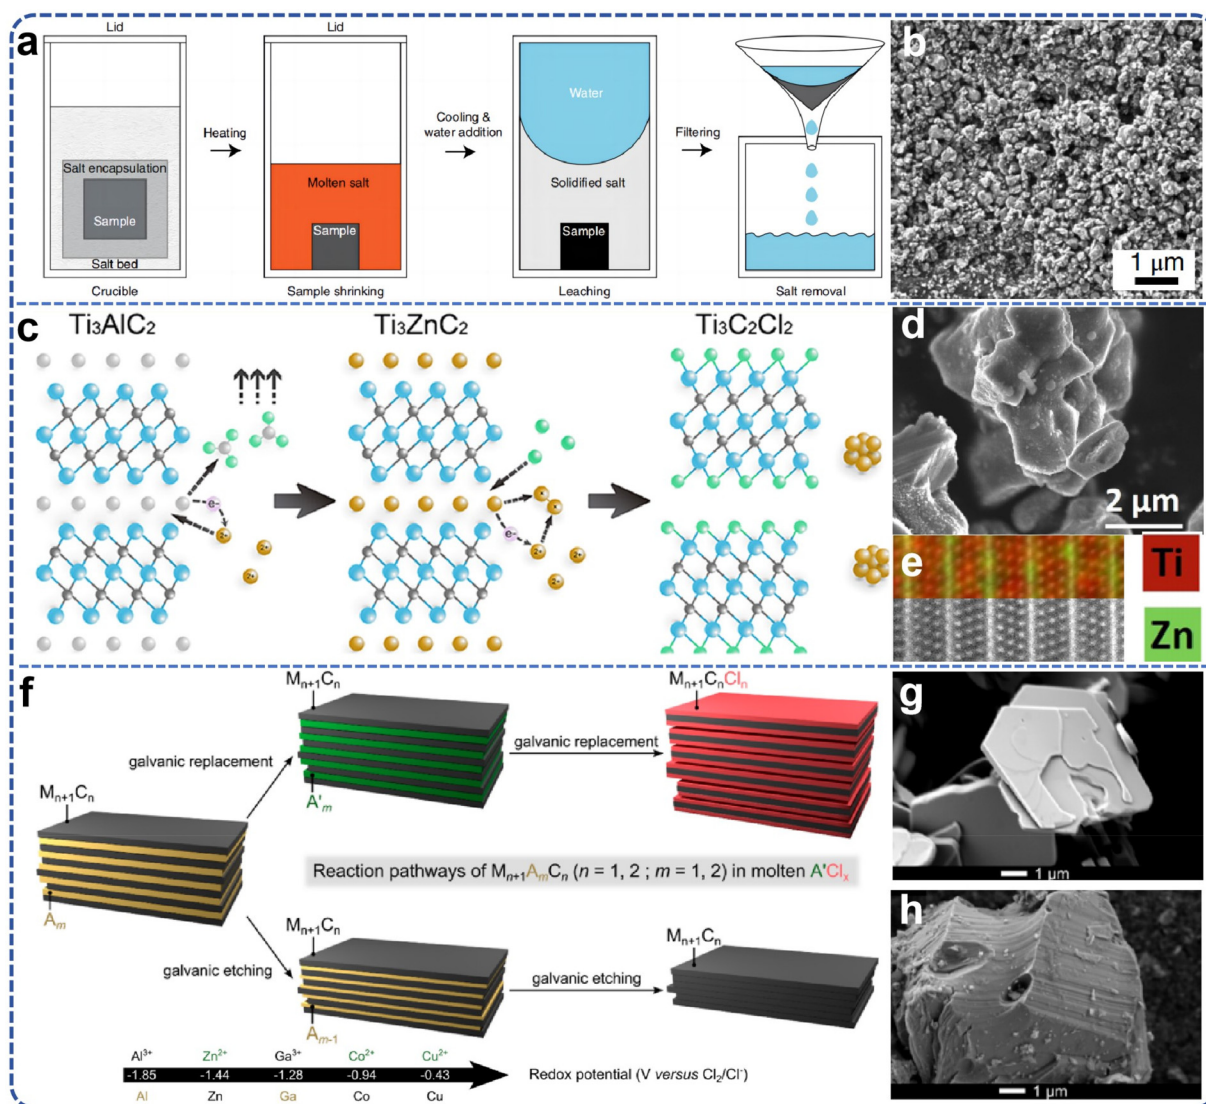 a
Lid
Salt encapsulation
Sample
Salt bed
Crucible
Heating
Lid
Molten salt
Sample
Sample shrinking
Cooling &
water addition
Water
Solidified salt
Sample
Leaching
Filtering
Salt removal
b
1 μm
c
Ti₃AlC₂
Ti₃ZnC₂
Ti₃C₂Cl₂
e-
e-
d
2 μm
e
Ti
Zn
f
Mₙ₊₁Cₙ
Mₙ₊₁CₙClₙ
galvanic replacement
galvanic replacement
Mₙ₊₁Cₙ
A'ₘ
Reaction pathways of Mₙ₊₁AₘCₙ (n = 1, 2 ; m = 1, 2) in molten A'Clₓ
Aₘ
Mₙ₊₁Cₙ
Mₙ₊₁Cₙ
galvanic etching
galvanic etching
Aₘ₋₁
Al³⁺ Zn²⁺ Ga³⁺ Co²⁺ Cu²⁺
-1.85 -1.44 -1.28 -0.94 -0.43
Redox potential (V versus Cl₂/Cl⁻)
Al Zn Ga Co Cu
g
1 μm
h
1 μm